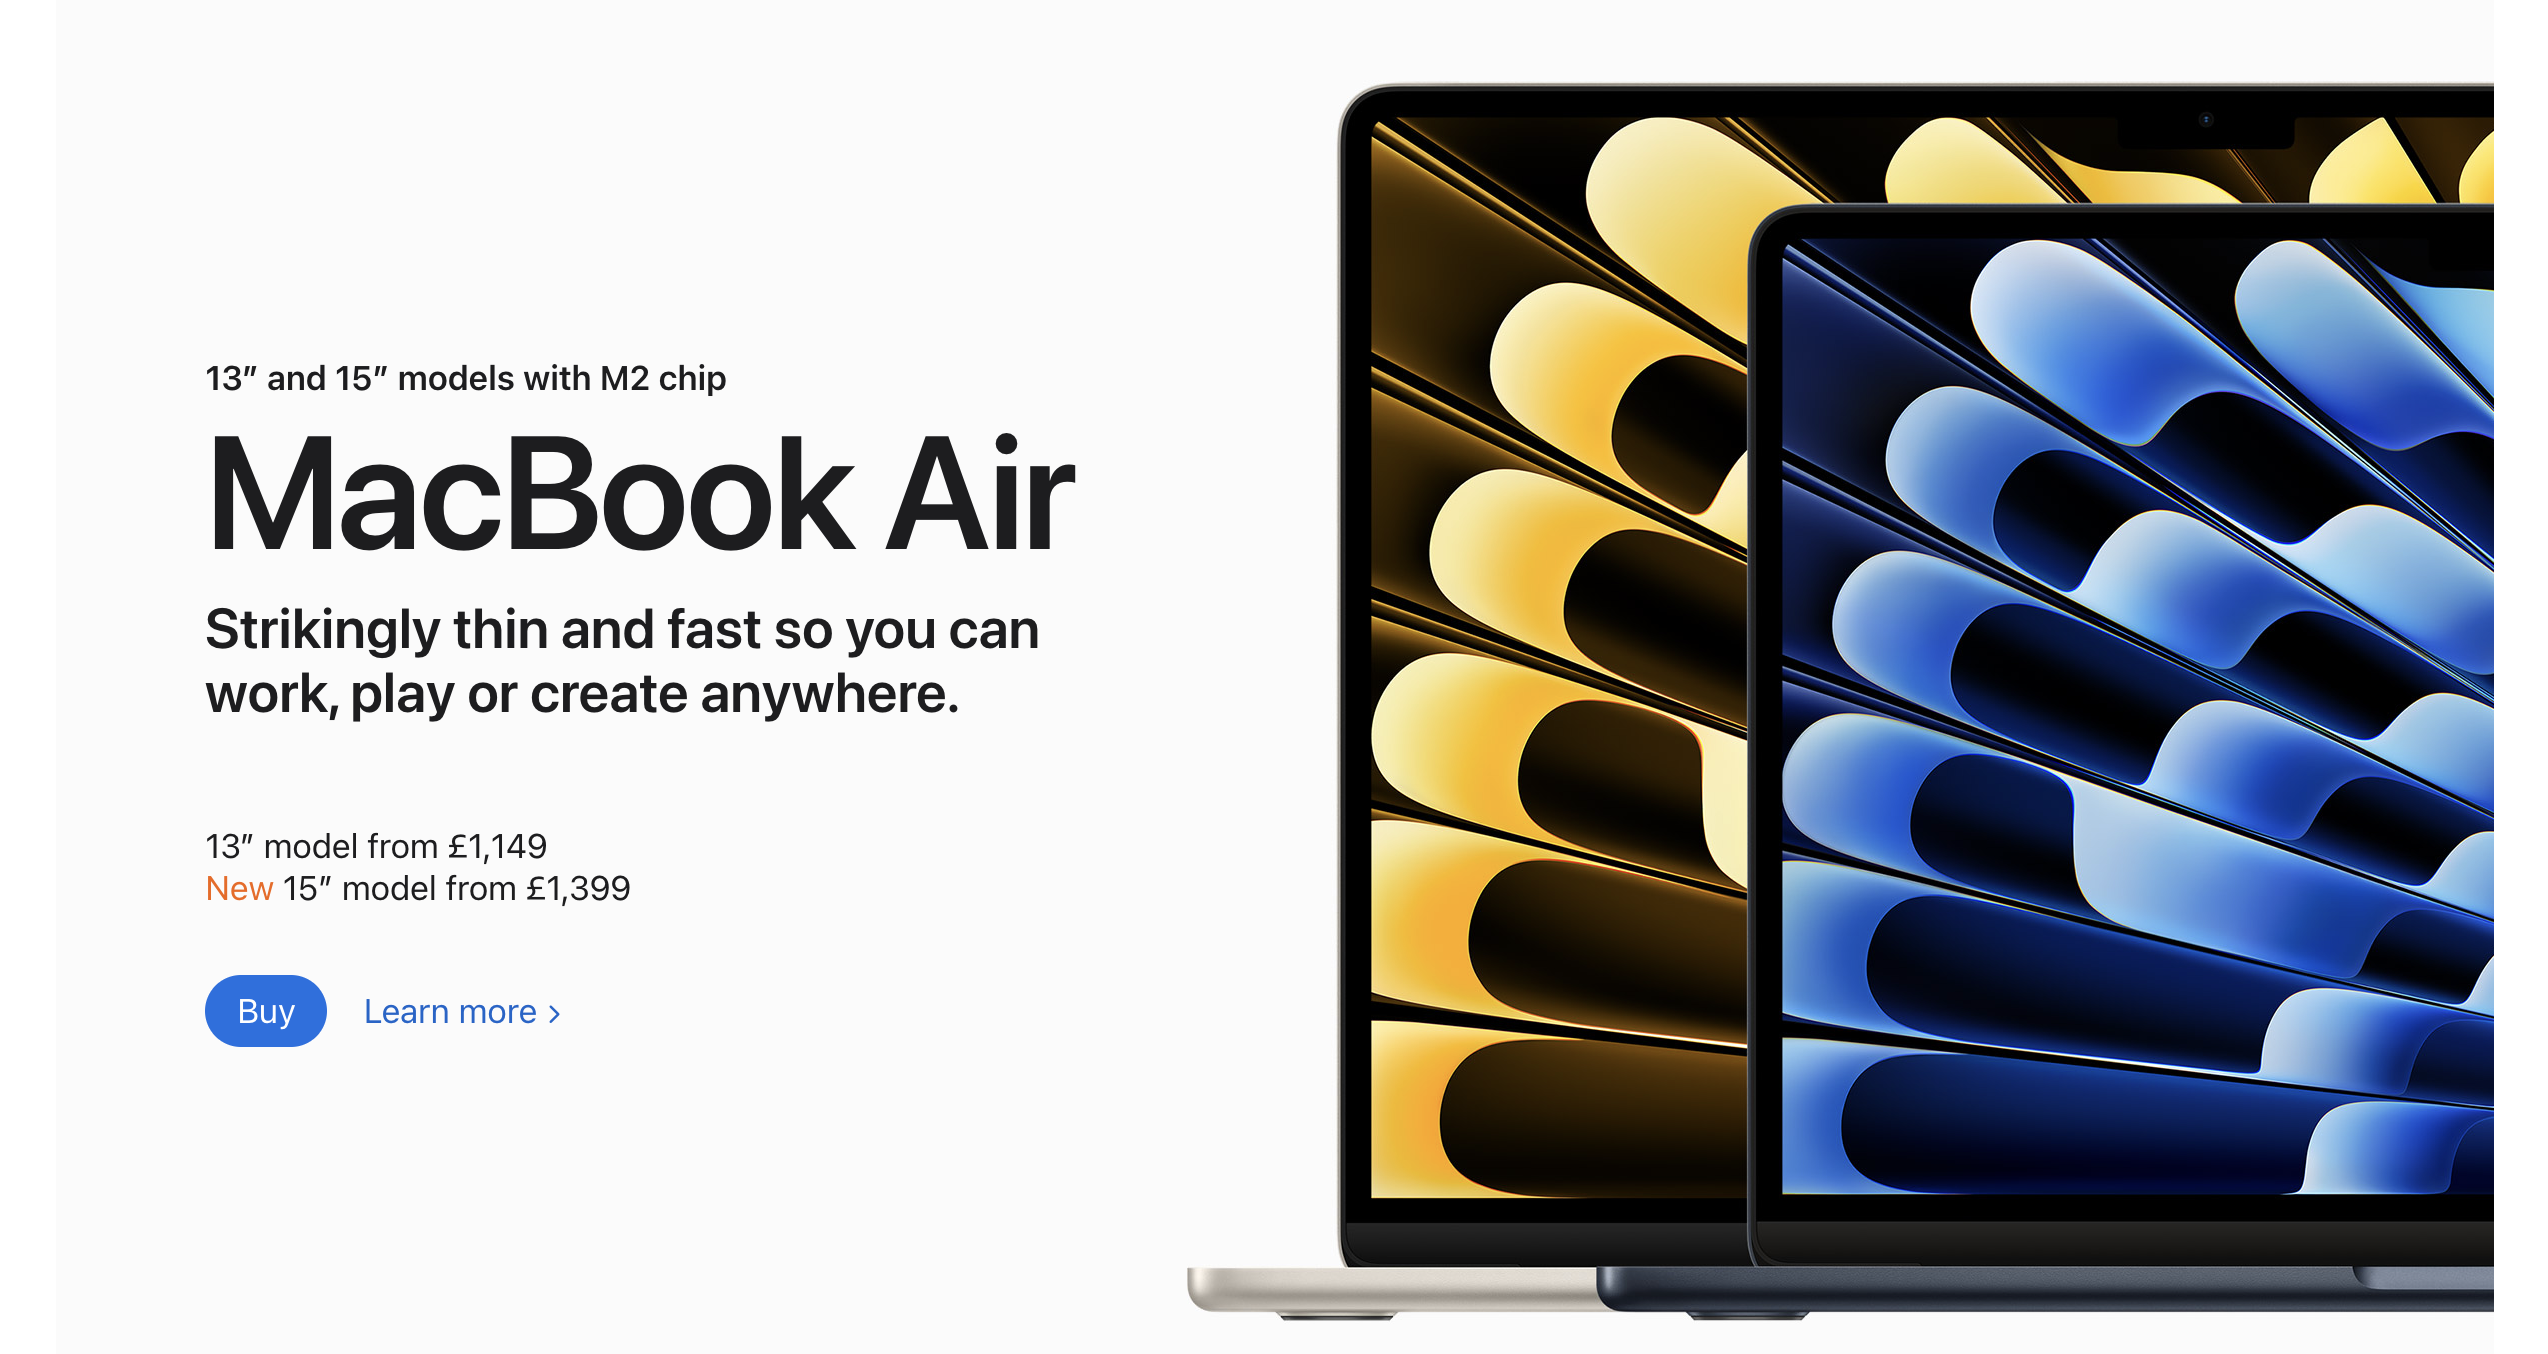 13″ and 15″ models with M2 chip
MacBook Air
Strikingly thin and fast so you can
work, play or create anywhere.
13″ model from £1,149
New 15″ model from £1,399
Buy
Learn more >